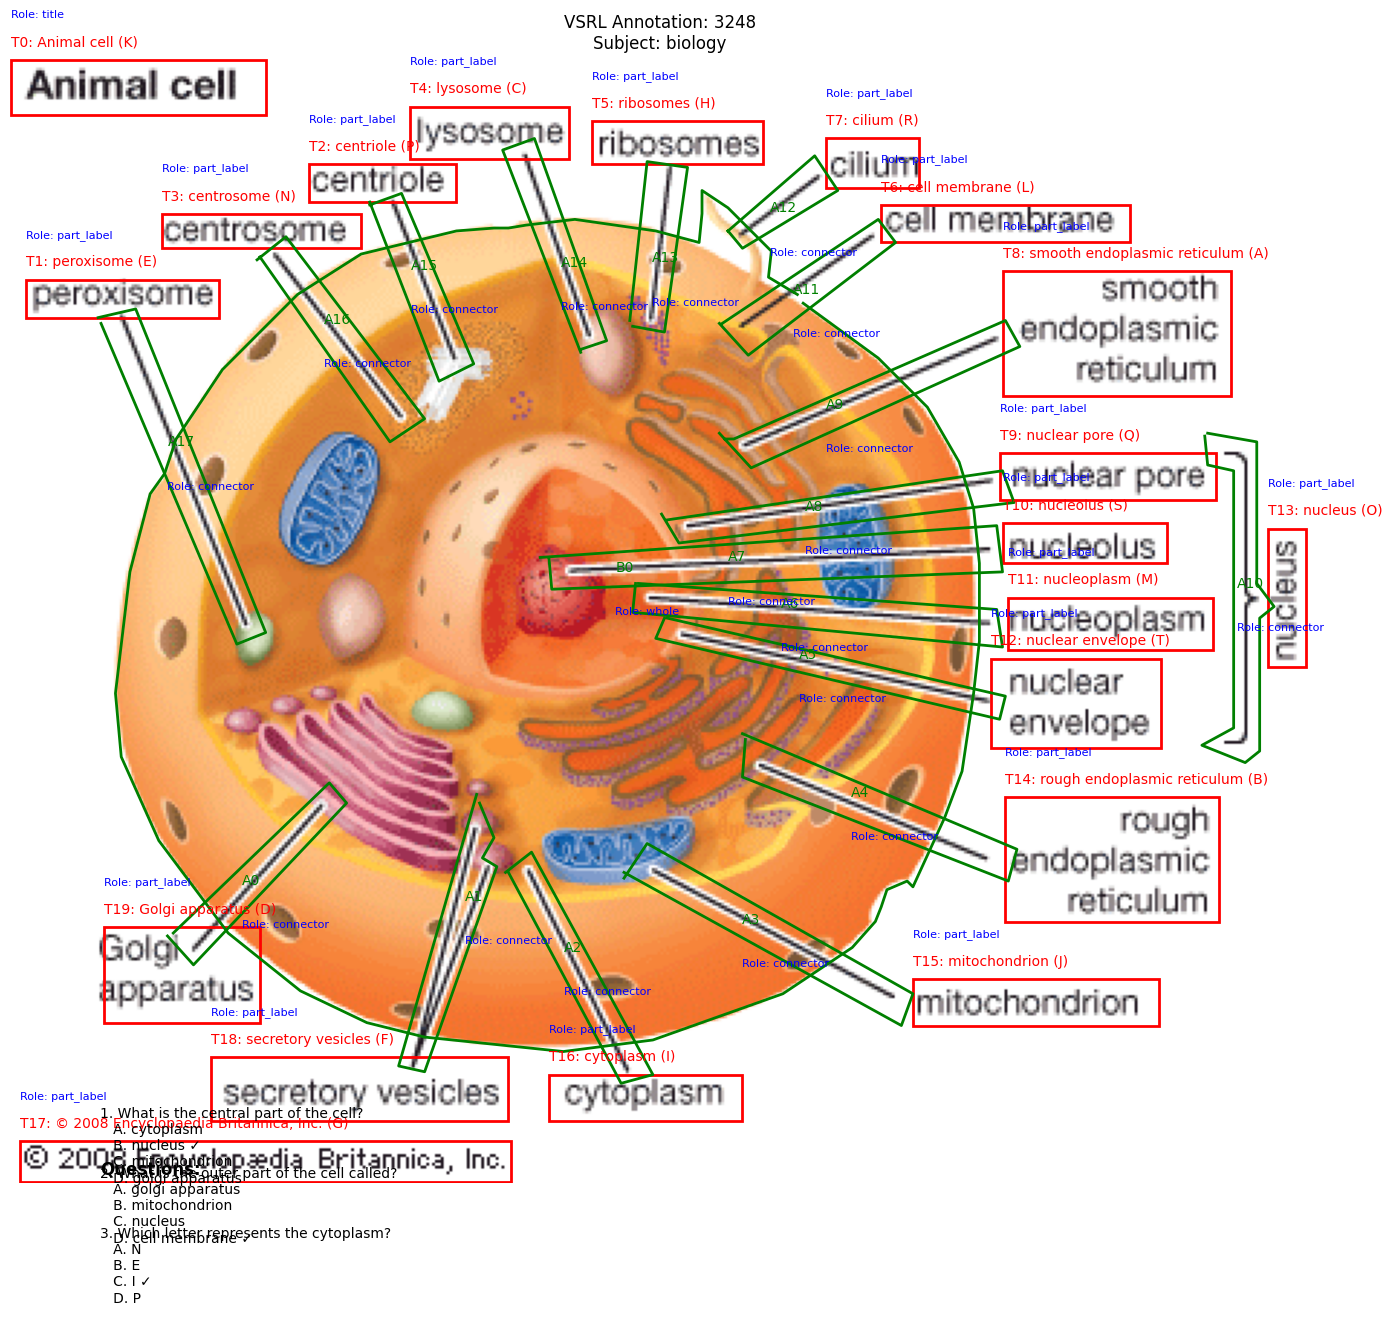 VSRL Annotation: 3248
Subject: biology
Role: title
T0: Animal cell (K)
Animal cell
Role: part_label
T4: lysosome (C)
lysosome
Role: part_label
T5: ribosomes (H)
ribosomes
Role: part_label
T7: cilium (R)
cilium
Role: part_label
T2: centriole (P)
centriole
Role: part_label
T6: cell membrane (L)
cell membrane
Role: part_label
T3: centrosome (N)
centrosome
Role: part_label
T1: peroxisome (E)
peroxisome
Role: part_label
T8: smooth endoplasmic reticulum (A)
smooth
endoplasmic
reticulum
Role: part_label
T9: nuclear pore (Q)
nuclear pore
Role: part_label
T10: nucleolus (S)
nucleolus
Role: part_label
T11: nucleoplasm (M)
nucleoplasm
Role: part_label
T12: nuclear envelope (T)
nuclear
envelope
Role: part_label
T13: nucleus (O)
nucleus
Role: part_label
T14: rough endoplasmic reticulum (B)
rough
endoplasmic
reticulum
Role: part_label
T15: mitochondrion (J)
mitochondrion
Role: part_label
T16: cytoplasm (I)
cytoplasm
Role: part_label
T18: secretory vesicles (F)
secretory vesicles
Role: part_label
T19: Golgi apparatus (D)
Golgi
apparatus
Role: part_label
T17: © 2008 Encyclopaedia Britannica, Inc. (G)
© 2008 Encyclopædia Britannica, Inc.
A12
Role: connector
A13
Role: connector
A14
Role: connector
A15
Role: connector
A11
Role: connector
A16
Role: connector
A9
Role: connector
A17
Role: connector
A8
Role: connector
A7
Role: connector
B0
Role: whole
A10
Role: connector
Role: connector
A5
Role: connector
A4
Role: connector
A0
Role: connector
A1
Role: connector
A3
Role: connector
A2
Role: connector
Questions:
1. What is the central part of the cell?
A. cytoplasm
B. nucleus ✓
C. mitochondrion
D. golgi apparatus
2. What is the outer part of the cell called?
A. golgi apparatus
B. mitochondrion
C. nucleus
D. cell membrane ✓
3. Which letter represents the cytoplasm?
A. N
B. E
C. I ✓
D. P